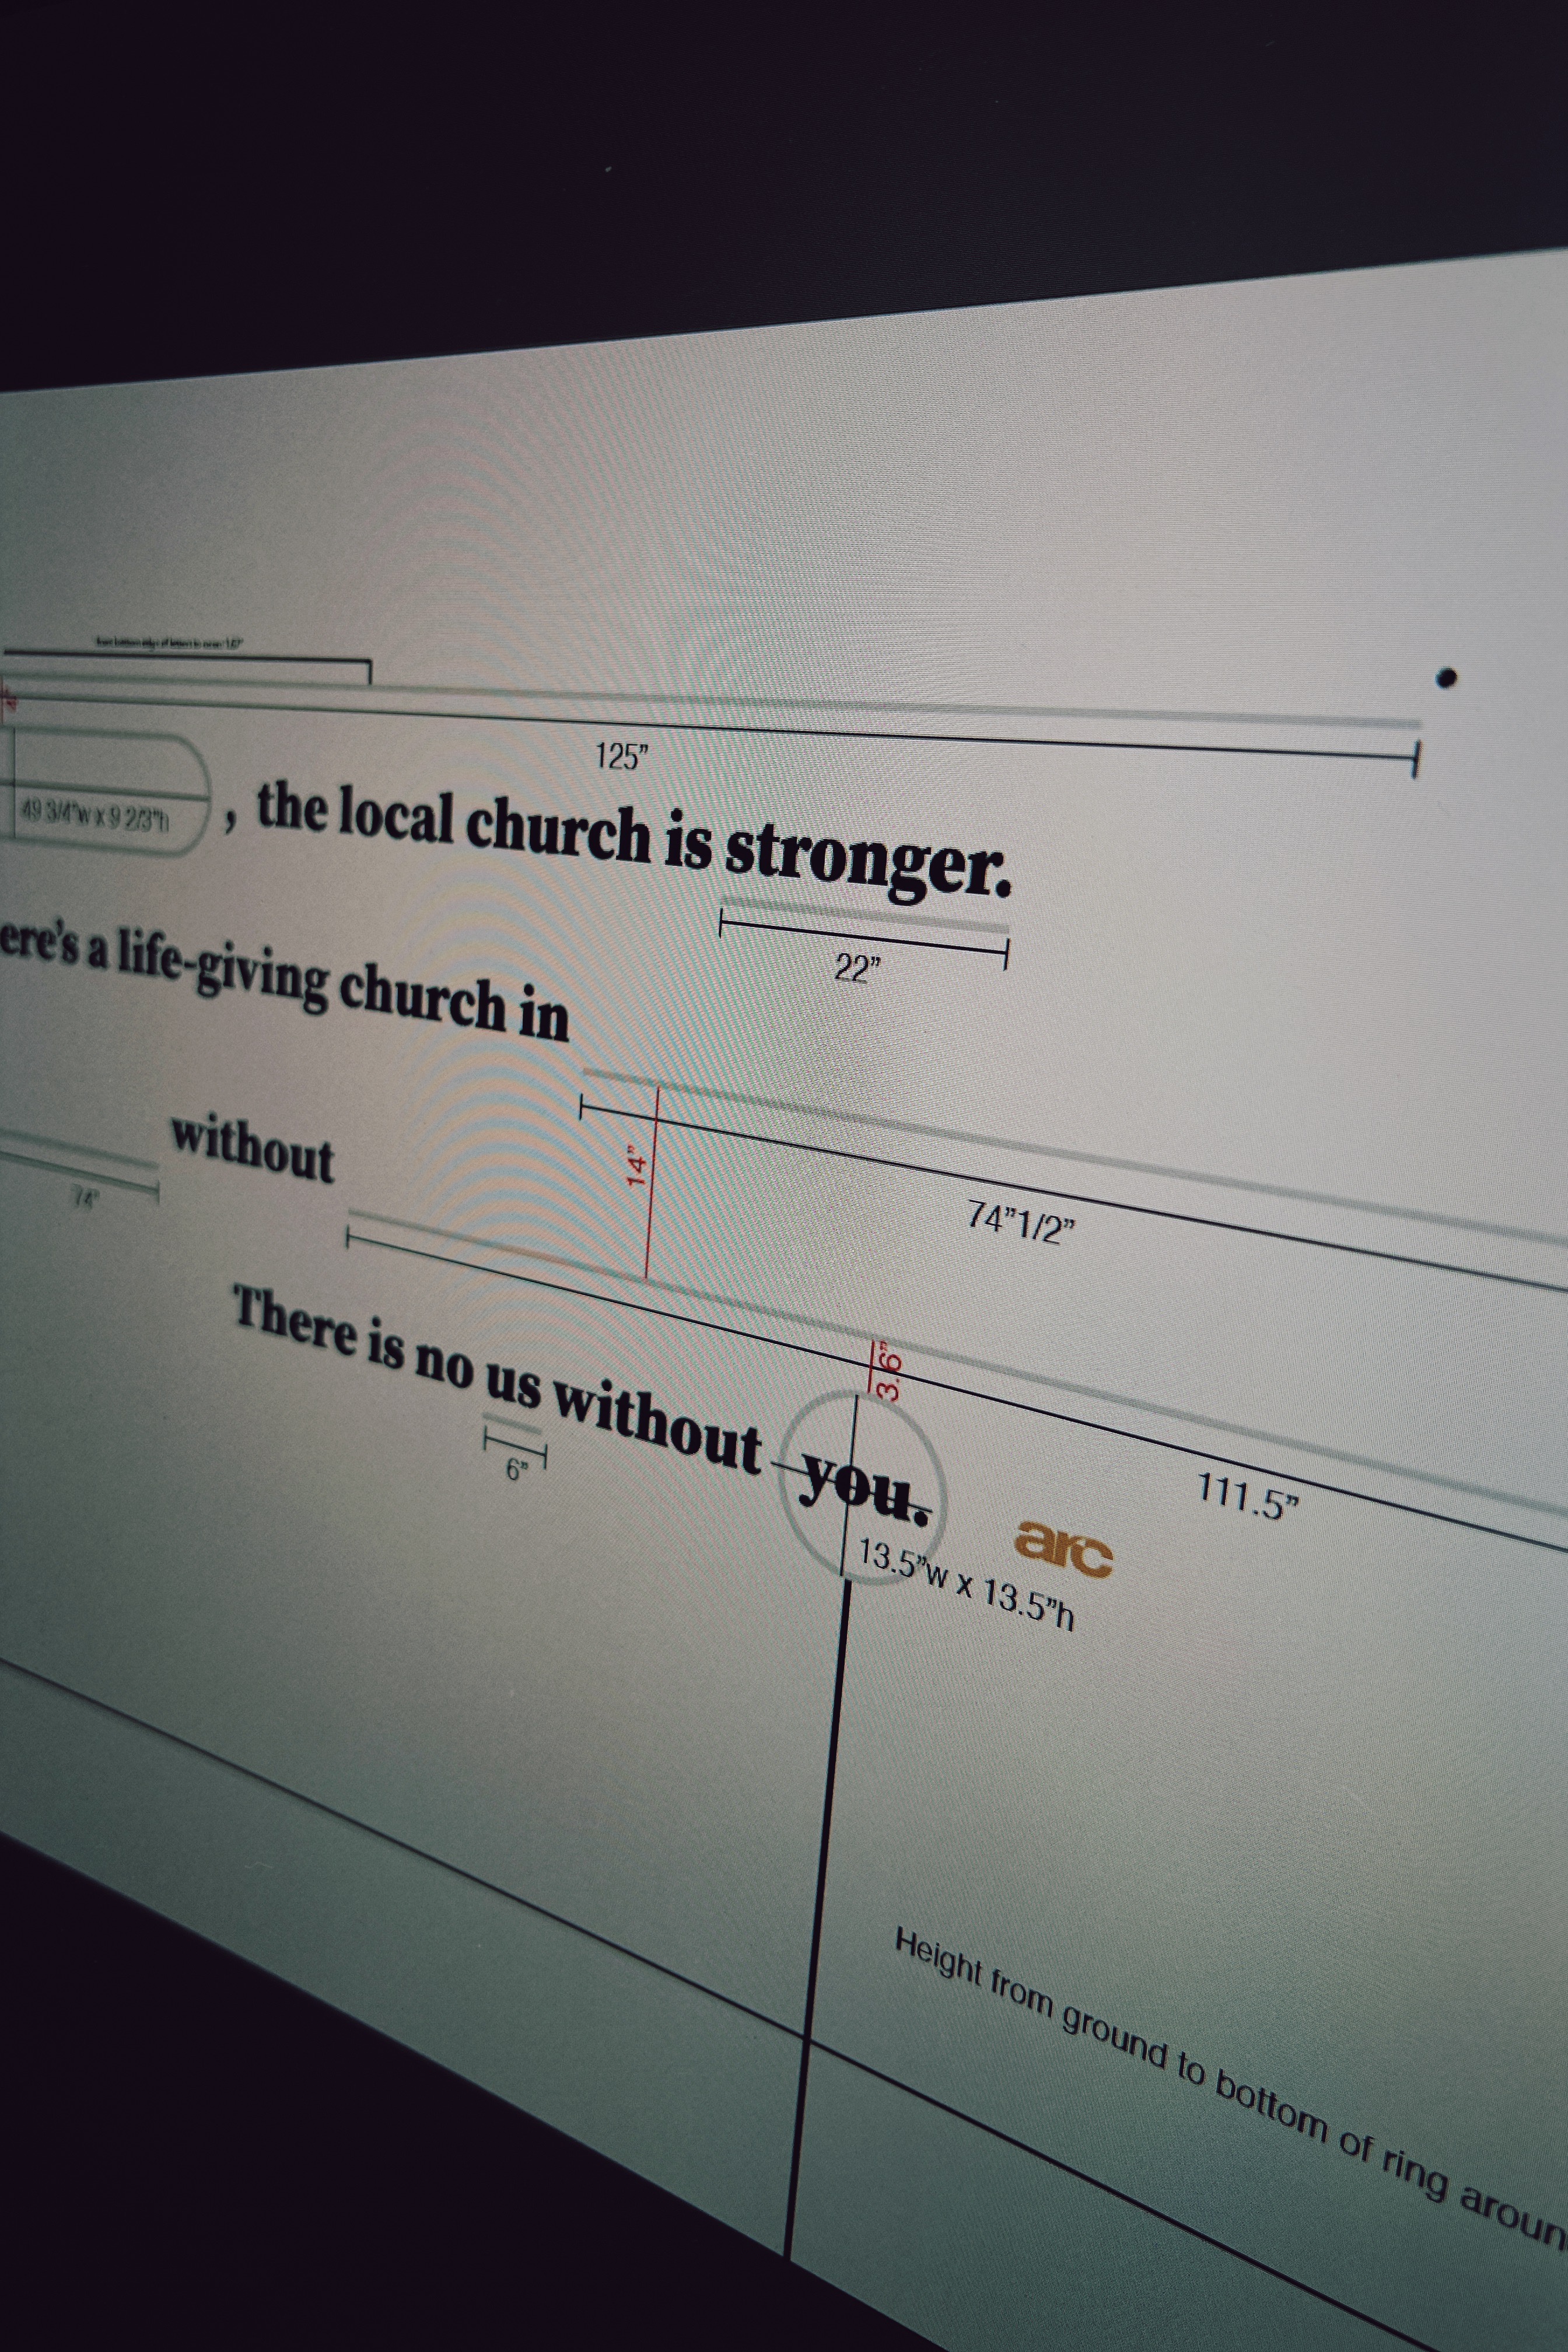 125”
49 3/4”w x 9 2/3”h
, the local church is stronger.
22”
ere’s a life-giving church in
74”1/2”
14”
without
74”
111.5”
3.6”
There is no us without you.
6”
13.5”w x 13.5”h
arc
Height from ground to bottom of ring aroun